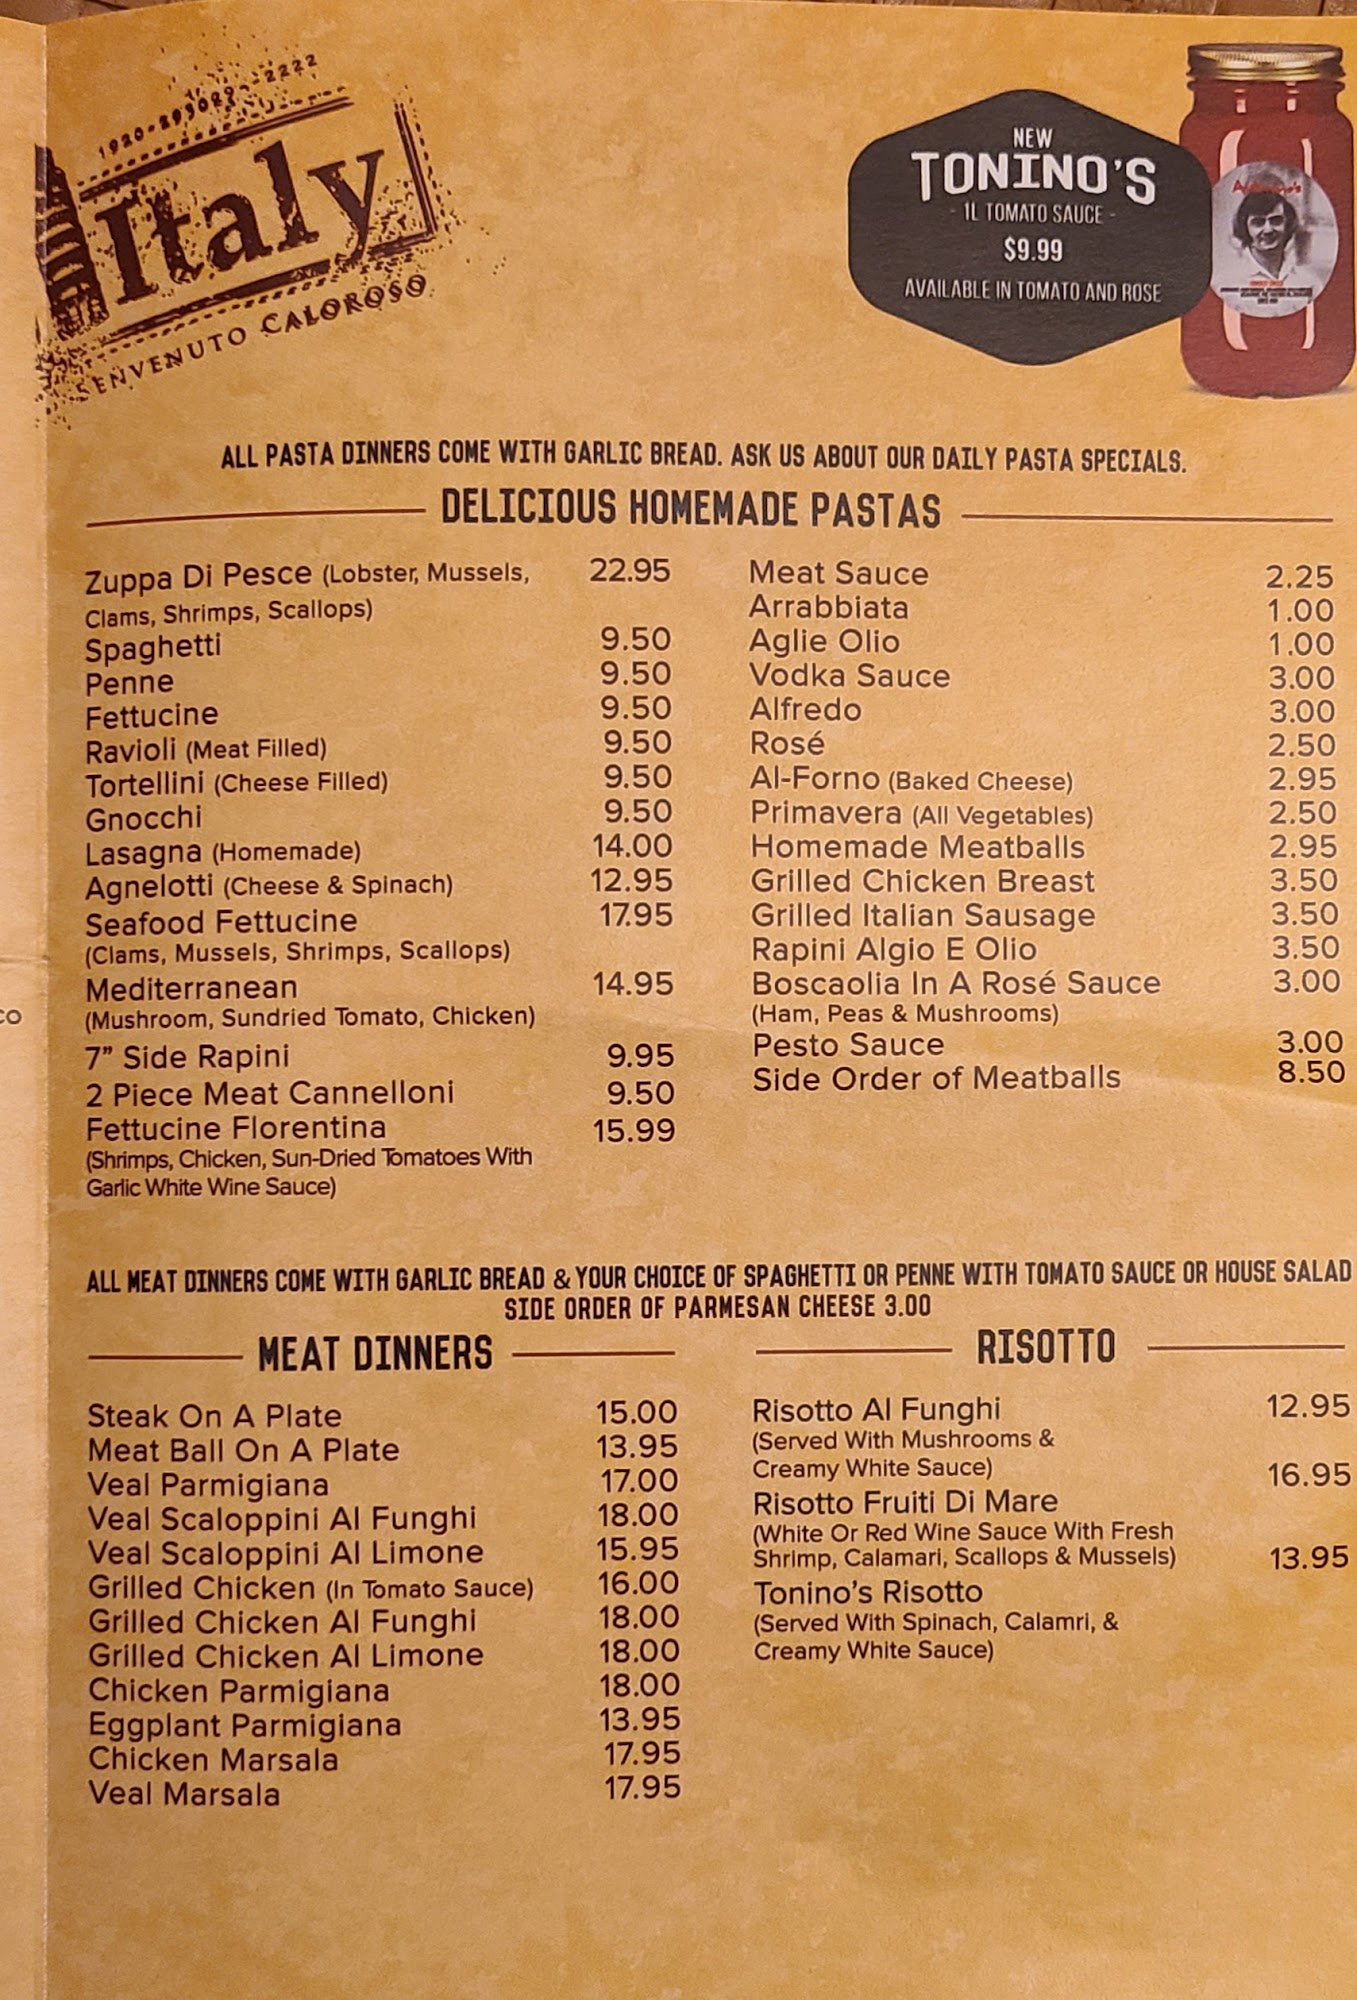 1920-293029-2222
Italy
BENVENUTO CALOROSO
NEW
TONINO'S
- 1L TOMATO SAUCE -
$9.99
AVAILABLE IN TOMATO AND ROSE
ALL PASTA DINNERS COME WITH GARLIC BREAD. ASK US ABOUT OUR DAILY PASTA SPECIALS.
DELICIOUS HOMEMADE PASTAS
Zuppa Di Pesce (Lobster, Mussels, 22.95
Clams, Shrimps, Scallops)
Spaghetti 9.50
Penne 9.50
Fettucine 9.50
Ravioli (Meat Filled) 9.50
Tortellini (Cheese Filled) 9.50
Gnocchi 9.50
Lasagna (Homemade) 14.00
Agnelotti (Cheese & Spinach) 12.95
Seafood Fettucine 17.95
(Clams, Mussels, Shrimps, Scallops)
Mediterranean 14.95
(Mushroom, Sundried Tomato, Chicken)
7" Side Rapini 9.95
2 Piece Meat Cannelloni 9.50
Fettucine Florentina 15.99
(Shrimps, Chicken, Sun-Dried Tomatoes With
Garlic White Wine Sauce)
Meat Sauce 2.25
Arrabbiata 1.00
Aglie Olio 1.00
Vodka Sauce 3.00
Alfredo 3.00
Rosé 2.50
Al-Forno (Baked Cheese) 2.95
Primavera (All Vegetables) 2.50
Homemade Meatballs 2.95
Grilled Chicken Breast 3.50
Grilled Italian Sausage 3.50
Rapini Algio E Olio 3.50
Boscaolia In A Rosé Sauce 3.00
(Ham, Peas & Mushrooms)
Pesto Sauce 3.00
Side Order of Meatballs 8.50
ALL MEAT DINNERS COME WITH GARLIC BREAD & YOUR CHOICE OF SPAGHETTI OR PENNE WITH TOMATO SAUCE OR HOUSE SALAD
SIDE ORDER OF PARMESAN CHEESE 3.00
MEAT DINNERS
Steak On A Plate 15.00
Meat Ball On A Plate 13.95
Veal Parmigiana 17.00
Veal Scaloppini Al Funghi 18.00
Veal Scaloppini Al Limone 15.95
Grilled Chicken (In Tomato Sauce) 16.00
Grilled Chicken Al Funghi 18.00
Grilled Chicken Al Limone 18.00
Chicken Parmigiana 18.00
Eggplant Parmigiana 13.95
Chicken Marsala 17.95
Veal Marsala 17.95
RISOTTO
Risotto Al Funghi 12.95
(Served With Mushrooms &
Creamy White Sauce)
16.95
Risotto Fruiti Di Mare
(White Or Red Wine Sauce With Fresh
Shrimp, Calamari, Scallops & Mussels) 13.95
Tonino's Risotto
(Served With Spinach, Calamri, &
Creamy White Sauce)